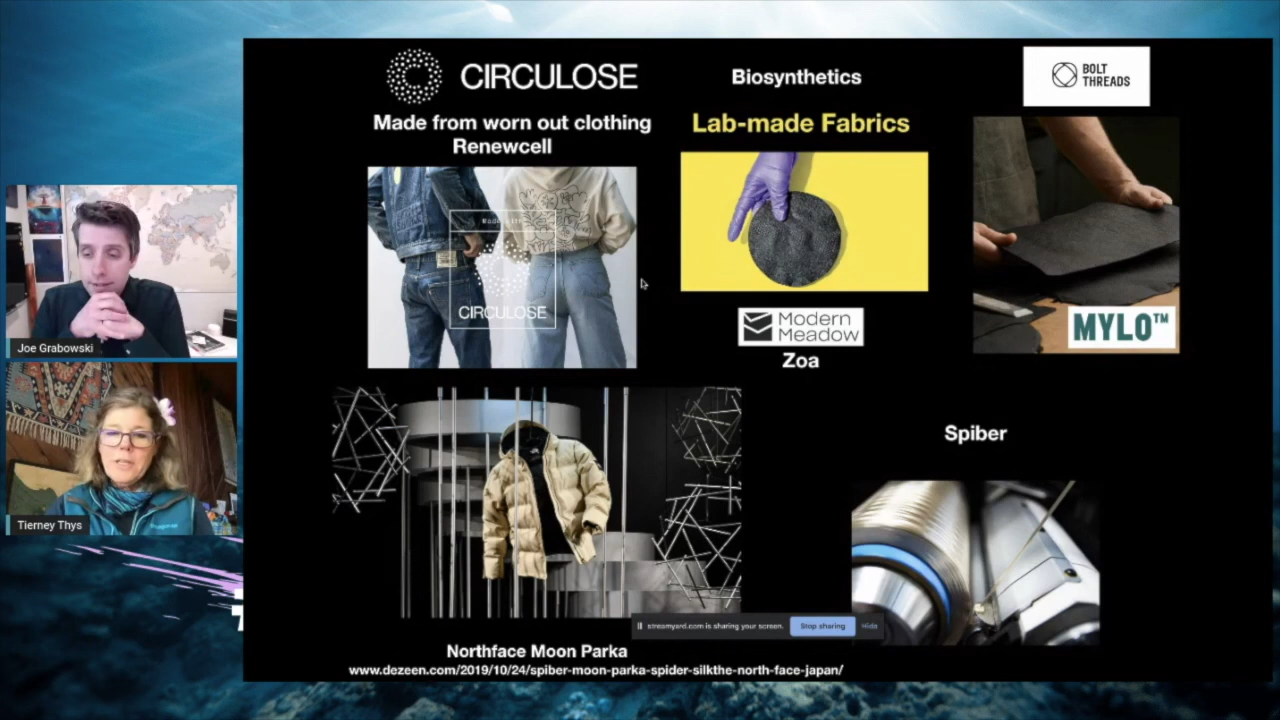 CIRCULOSE
Made from worn out clothing
Renewcell
CIRCULOSE
Biosynthetics
Lab-made Fabrics
Modern
Meadow
Zoa
BOLT
THREADS
MYLO™
Joe Grabowski
Tierney Thys
Spiber
streamyard.com is sharing your screen.
Stop sharing
Hide
Northface Moon Parka
www.dezeen.com/2019/10/24/spiber-moon-parka-spider-silkthe-north-face-japan/